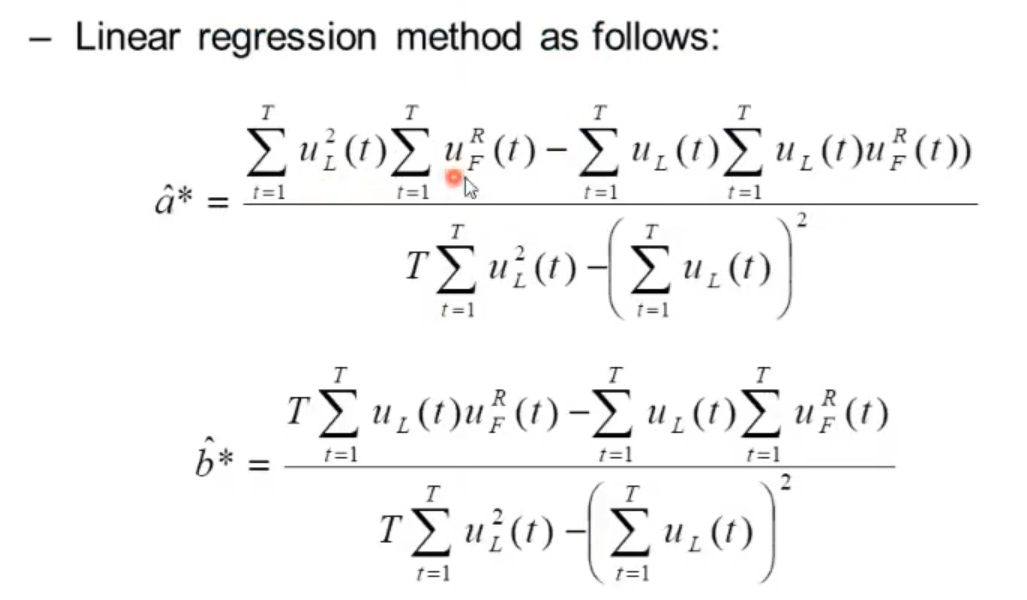 – Linear regression method as follows:
â* = \frac{\sum_{t=1}^{T} u_L^2(t) \sum_{t=1}^{T} u_F^R(t) - \sum_{t=1}^{T} u_L(t) \sum_{t=1}^{T} u_L(t) u_F^R(t))}{T \sum_{t=1}^{T} u_L^2(t) - \left( \sum_{t=1}^{T} u_L(t) \right)^2}
b̂* = \frac{T \sum_{t=1}^{T} u_L(t) u_F^R(t) - \sum_{t=1}^{T} u_L(t) \sum_{t=1}^{T} u_F^R(t)}{T \sum_{t=1}^{T} u_L^2(t) - \left( \sum_{t=1}^{T} u_L(t) \right)^2}